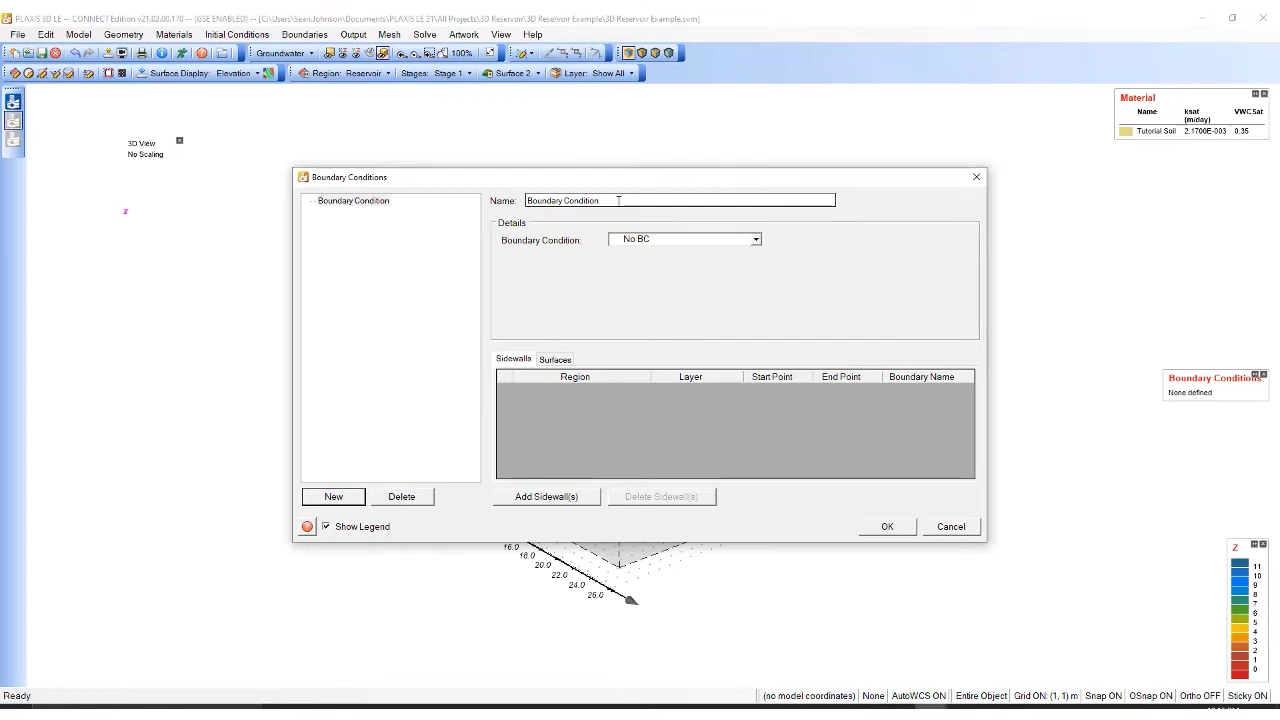 PLAXIS 3D LE -- CONNECT Edition v21.02.00.170 -- [GSE ENABLED] -- [C:\Users\Sean.Johnson\Documents\PLAXIS LE 21\All Projects\3D Reservoir\3D Reservoir Example\3D Reservoir Example.svm]
File Edit Model Geometry Materials Initial Conditions Boundaries Output Mesh Solve Artwork View Help
Groundwater 100%
Surface Display: Elevation Region: Reservoir Stages: Stage 1 Surface 2 Layer: Show All
Material
Name ksat (m/day) VWC Sat
Tutorial Soil 2.1700E-003 0.35
3D View
No Scaling
x
Boundary Conditions
Boundary Condition
Name: Boundary Condition
Details
Boundary Condition: No BC
Sidewalls Surfaces
Region Layer Start Point End Point Boundary Name
New Delete Add Sidewall(s) Delete Sidewall(s)
Show Legend OK Cancel
Boundary Conditions
None defined
16.0
18.0
20.0
22.0
24.0
26.0
Z
11
10
9
8
7
6
5
4
3
2
1
0
Ready (no model coordinates) None AutoWCS ON Entire Object Grid ON: (1, 1) m Snap ON OSnap ON Ortho OFF Sticky ON